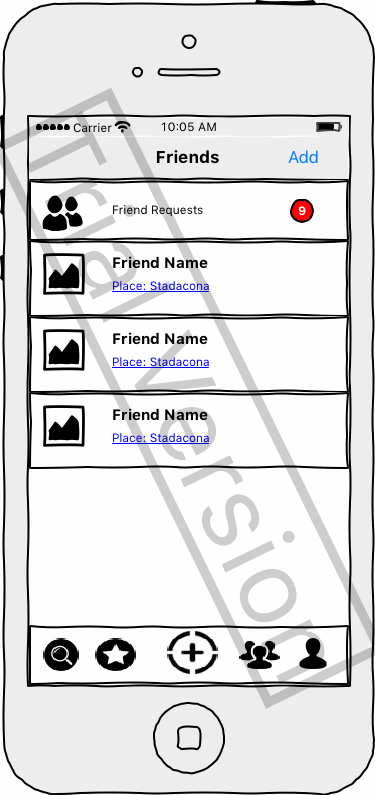 Carrier 10:05 AM
Friends Add
Friend Requests 9
Friend Name
Place: Stadacona
Friend Name
Place: Stadacona
Friend Name
Place: Stadacona
Trial Version